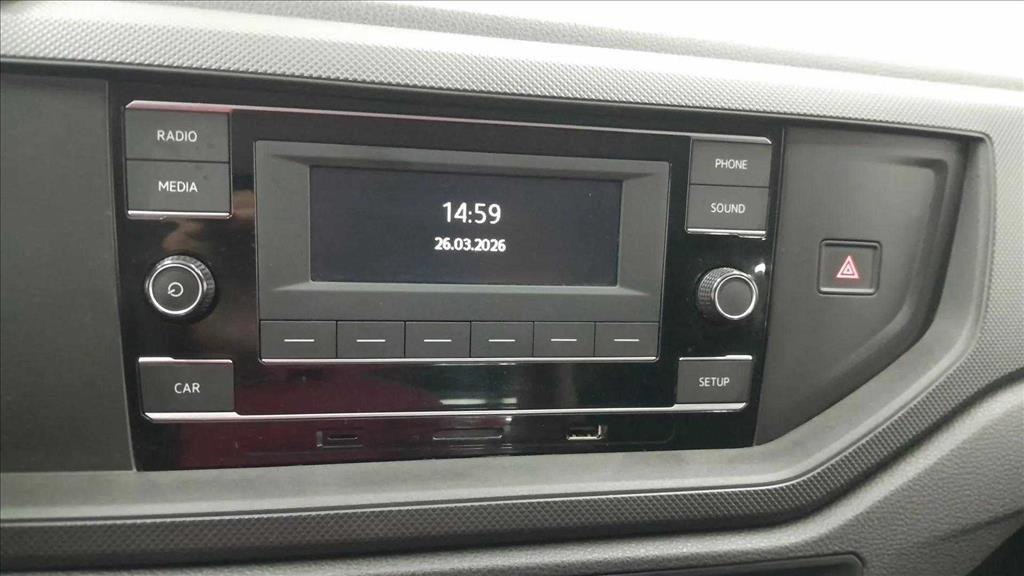 RADIO
MEDIA
PHONE
SOUND
14:59
26.03.2026
CAR
SETUP